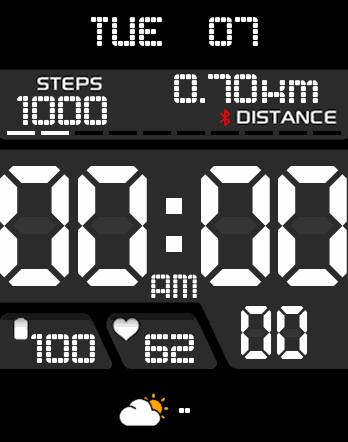 TUE 07
STEPS 0.70km
1000 DISTANCE
00:00
AM
100 62 00
--